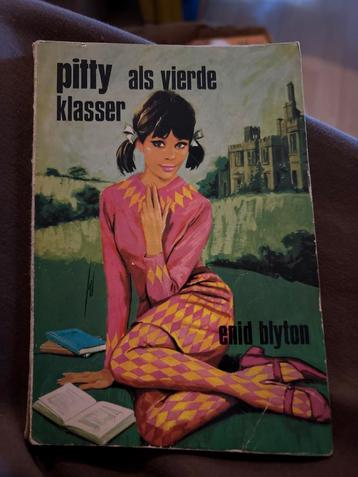 pitty als vierde
klasser
enid blyton